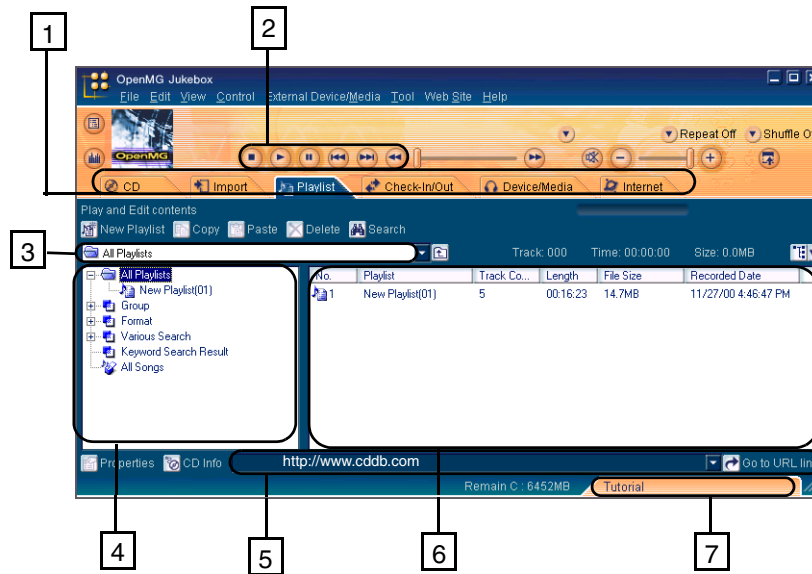 1
2
OpenMG Jukebox
File Edit View Control External Device/Media Tool Web Site Help
OpenMG
Repeat Off
Shuffle O
CD
Import
Playlist
Check-In/Out
Device/Media
Internet
Play and Edit contents
New Playlist Copy Paste Delete Search
3
All Playlists
Track: 000 Time: 00:00:00 Size: 0.0MB
All Playlists
New Playlist(01)
Group
Format
Various Search
Keyword Search Result
All Songs
No. Playlist Track Co... Length File Size Recorded Date
1 New Playlist(01) 5 00:16:23 14.7MB 11/27/00 4:46:47 PM
Properties CD Info http://www.cddb.com Go to URL lin
Remain C : 6452MB Tutorial
4
5
6
7